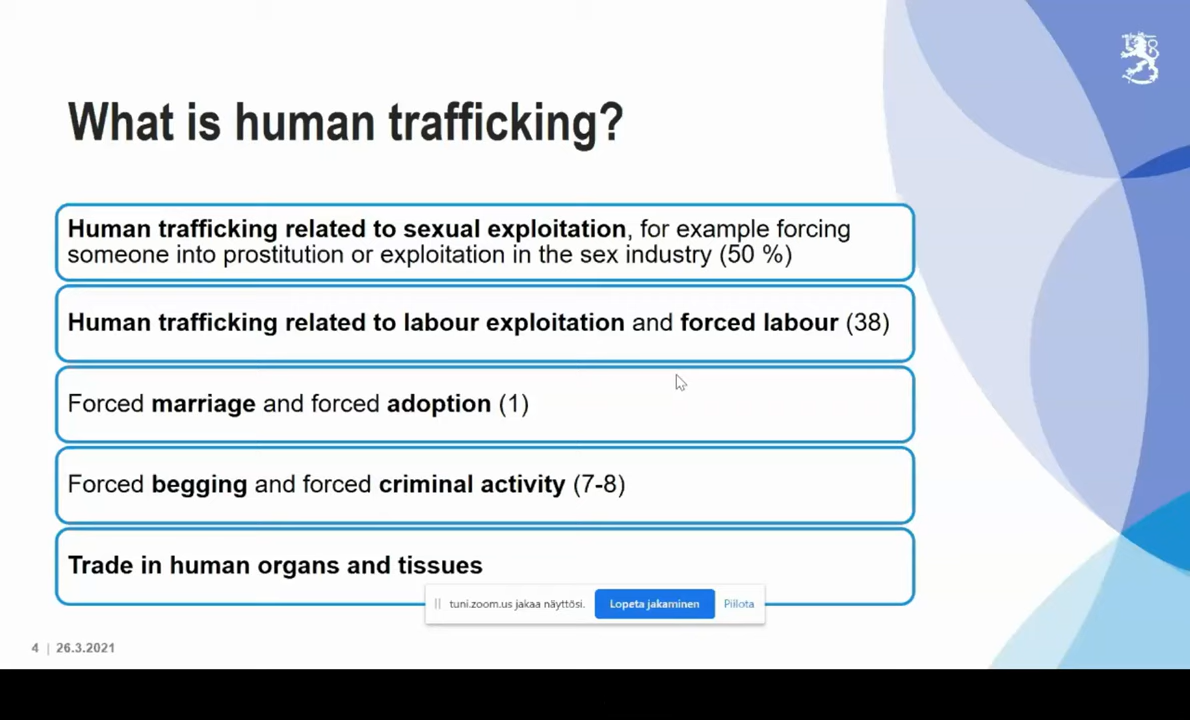 What is human trafficking?
Human trafficking related to sexual exploitation, for example forcing
someone into prostitution or exploitation in the sex industry (50 %)
Human trafficking related to labour exploitation and forced labour (38)
Forced marriage and forced adoption (1)
Forced begging and forced criminal activity (7-8)
Trade in human organs and tissues
tuni.zoom.us jakaa näyttösi. Lopeta jakaminen Piilota
4 | 26.3.2021